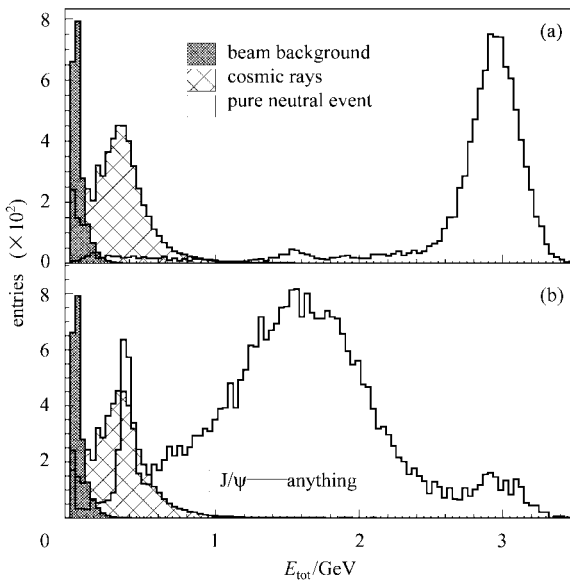 (a)
beam background
cosmic rays
pure neutral event
8
6
4
2
0
entries (×10²)
(b)
8
6
4
2
0
J/ψ——anything
1
2
3
E_tot/GeV